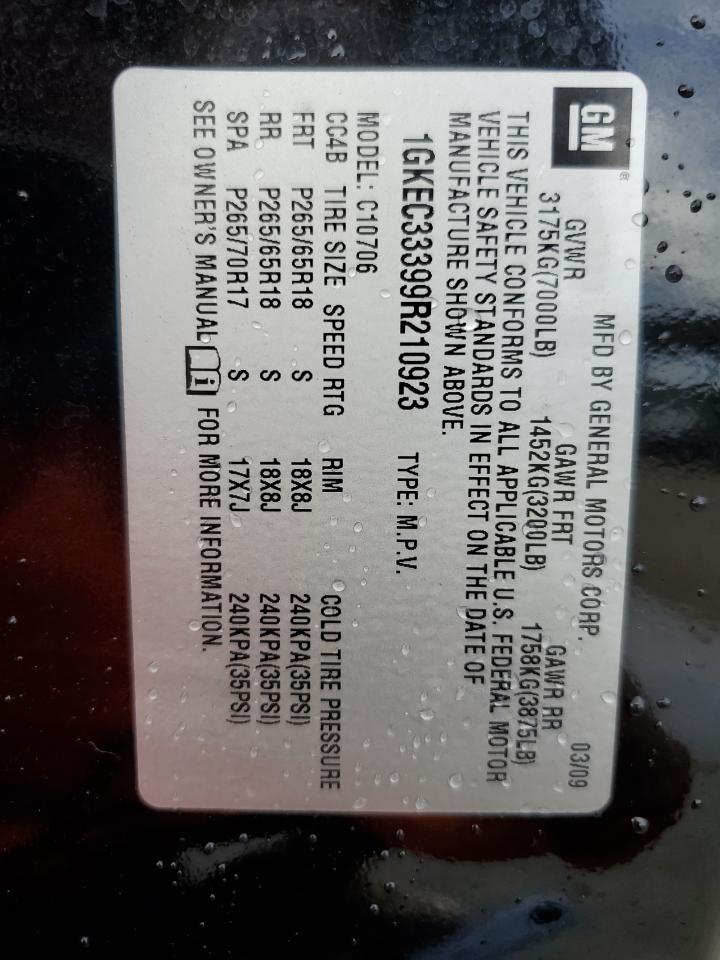 GM®
MFD BY GENERAL MOTORS CORP. 03/09
GVWR GAWR FRT GAWR RR
3175KG(7000LB) 1452KG(3200LB) 1758KG(3875LB)
THIS VEHICLE CONFORMS TO ALL APPLICABLE U.S. FEDERAL MOTOR
VEHICLE SAFETY STANDARDS IN EFFECT ON THE DATE OF
MANUFACTURE SHOWN ABOVE.
1GKEC33399R210923 TYPE: M.P.V.
MODEL: C10706
CC4B TIRE SIZE SPEED RTG RIM COLD TIRE PRESSURE
FRT P265/65R18 S 18X8J 240KPA(35PSI)
RR P265/65R18 S 18X8J 240KPA(35PSI)
SPA P265/70R17 S 17X7J 240KPA(35PSI)
SEE OWNER'S MANUAL i FOR MORE INFORMATION.